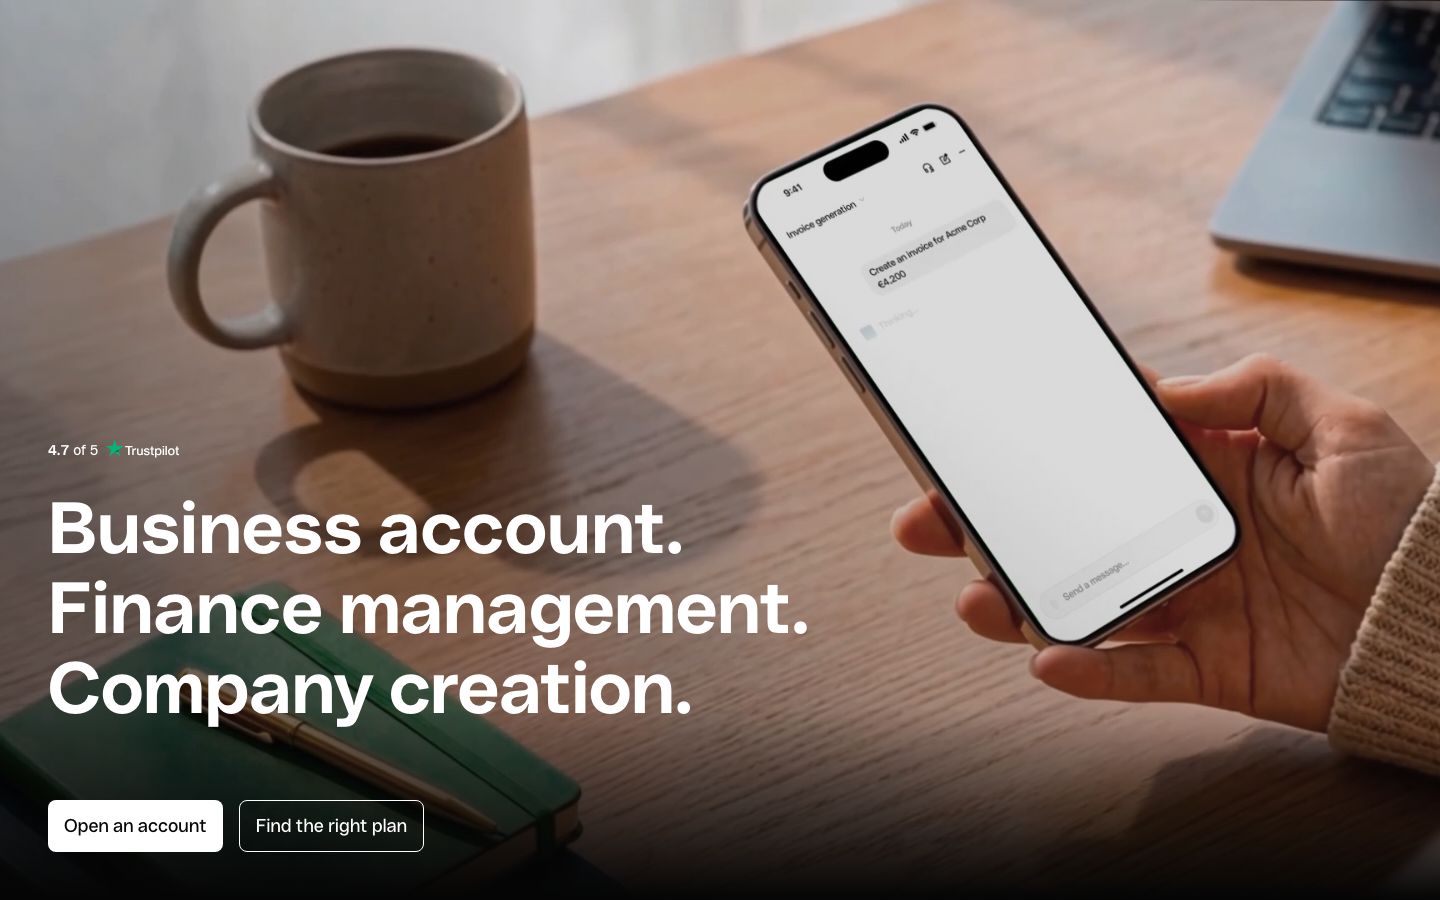 9:41
Invoice generation
Today
Create an invoice for Acme Corp
€4,200
Thinking...
Send a message...
4.7 of 5 Trustpilot
Business account.
Finance management.
Company creation.
Open an account
Find the right plan